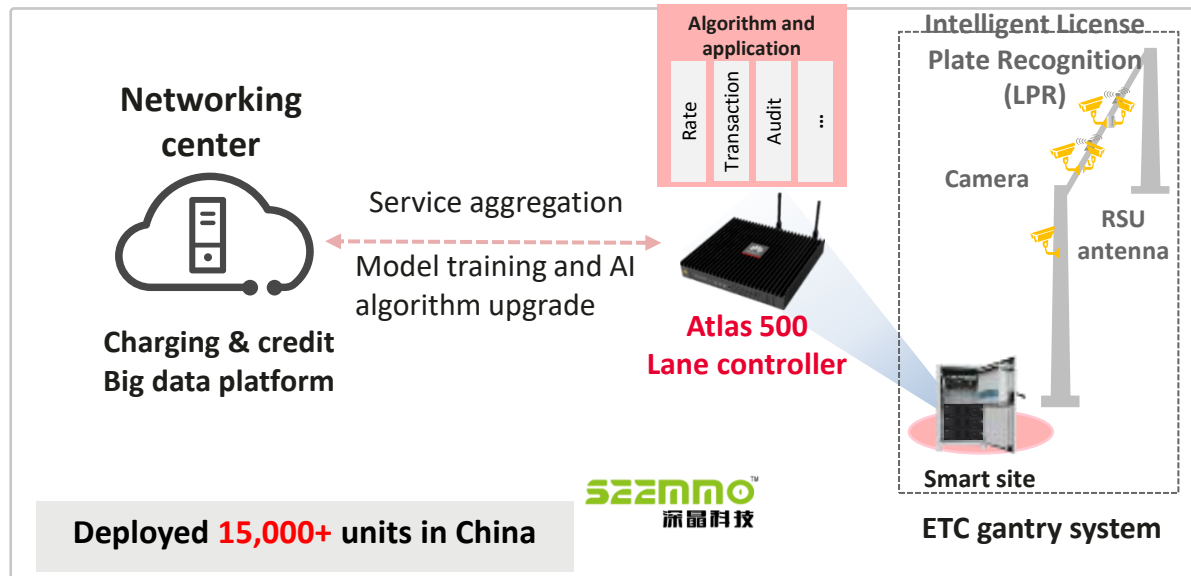 Networking
center
Charging & credit
Big data platform
Service aggregation
Model training and AI
algorithm upgrade
Algorithm and
application
Rate
Transaction
Audit
...
Atlas 500
Lane controller
Intelligent License
Plate Recognition
(LPR)
Camera
RSU
antenna
Smart site
ETC gantry system
SEEMMO™
深晶科技
Deployed 15,000+ units in China